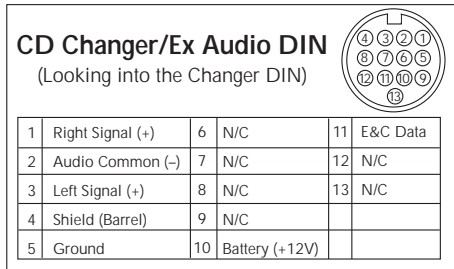 CD Changer/Ex Audio DIN
(Looking into the Changer DIN)
4 3 2 1
8 7 6 5
12 11 10 9
13
1 Right Signal (+) 6 N/C 11 E&C Data
2 Audio Common (–) 7 N/C 12 N/C
3 Left Signal (+) 8 N/C 13 N/C
4 Shield (Barrel) 9 N/C
5 Ground 10 Battery (+12V)